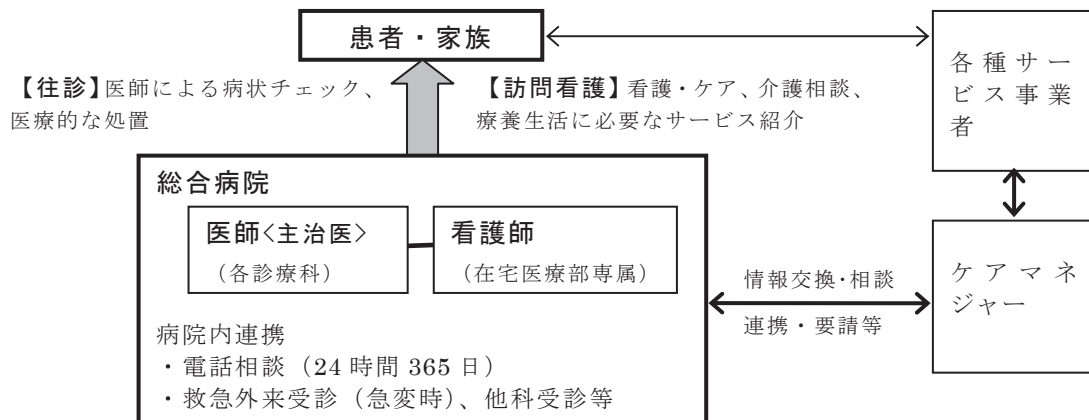 患者・家族
【往診】医師による病状チェック、
医療的な処置
【訪問看護】看護・ケア、介護相談、
療養生活に必要なサービス紹介
各種サー
ビス事業
者
総合病院
医師<主治医>
（各診療科）
看護師
（在宅医療部専属）
情報交換・相談
連携・要請等
ケアマネ
ジャー
病院内連携
・電話相談（24 時間 365 日）
・救急外来受診（急変時）、他科受診等